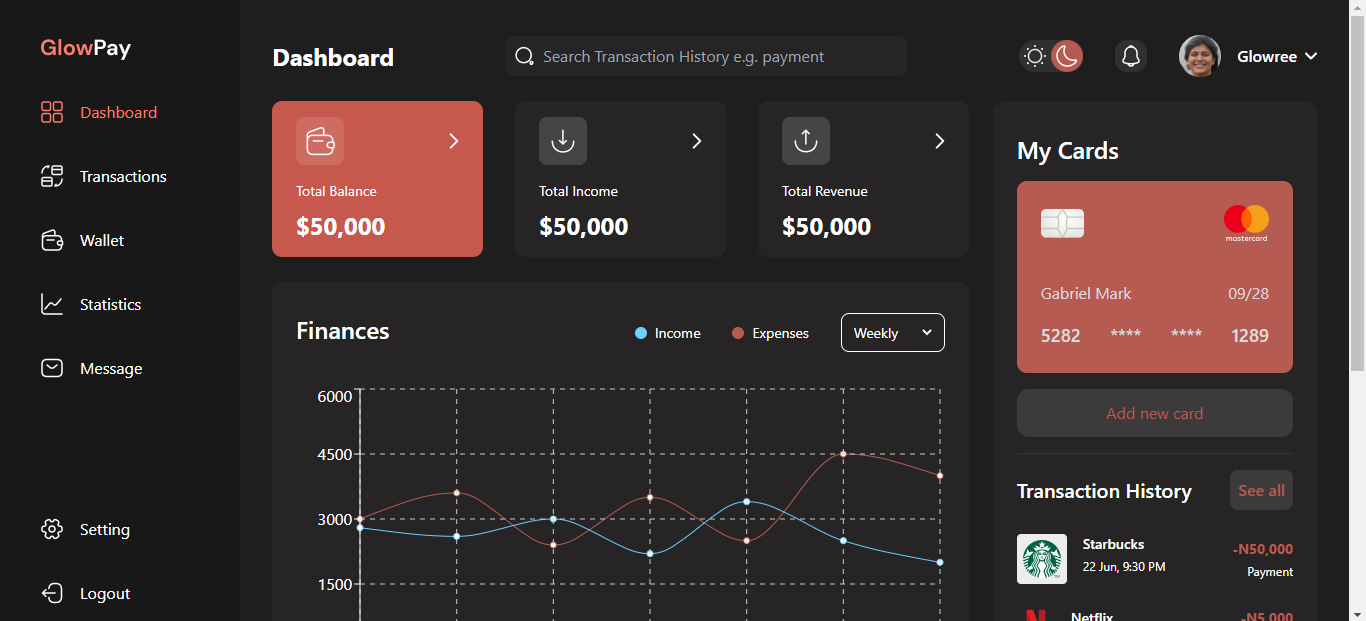 GlowPay
Dashboard
Transactions
Wallet
Statistics
Message
Setting
Logout
Dashboard
Search Transaction History e.g. payment
Glowree
Total Balance
$50,000
Total Income
$50,000
Total Revenue
$50,000
Finances
Income
Expenses
Weekly
6000
4500
3000
1500
My Cards
mastercard
Gabriel Mark 09/28
5282 **** **** 1289
Add new card
Transaction History
See all
Starbucks
-N50,000
22 Jun, 9:30 PM
Payment
Netflix
-N5,000